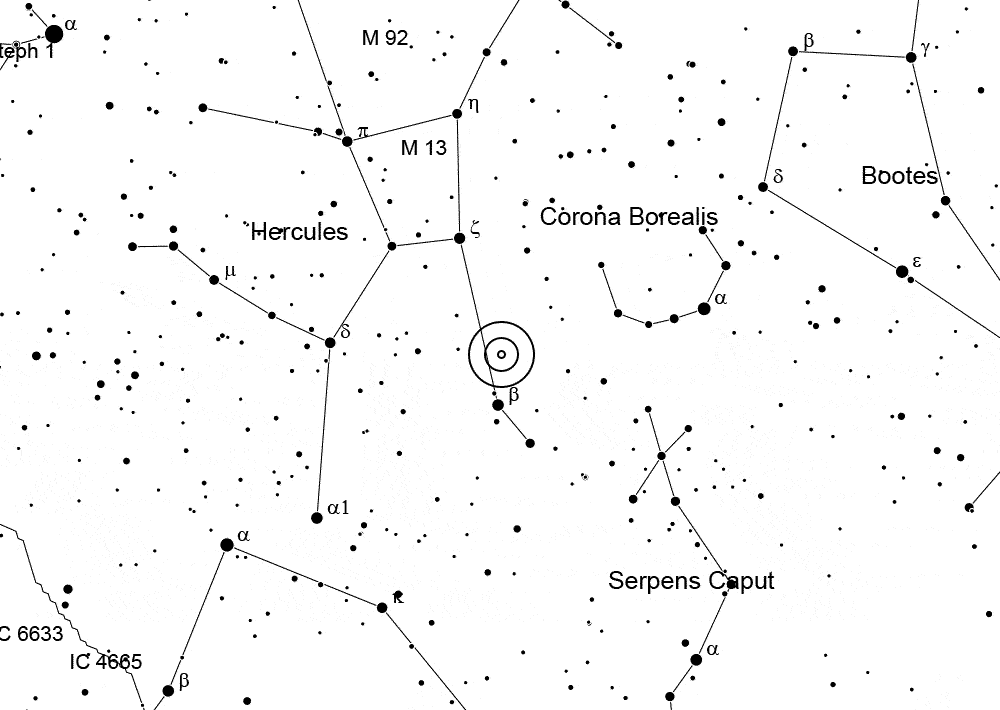 α
teph 1
M 92
β
γ
η
π
M 13
δ
Bootes
Corona Borealis
ζ
Hercules
ε
μ
α
δ
β
α1
α
Serpens Caput
κ
C 6633
IC 4665
α
β